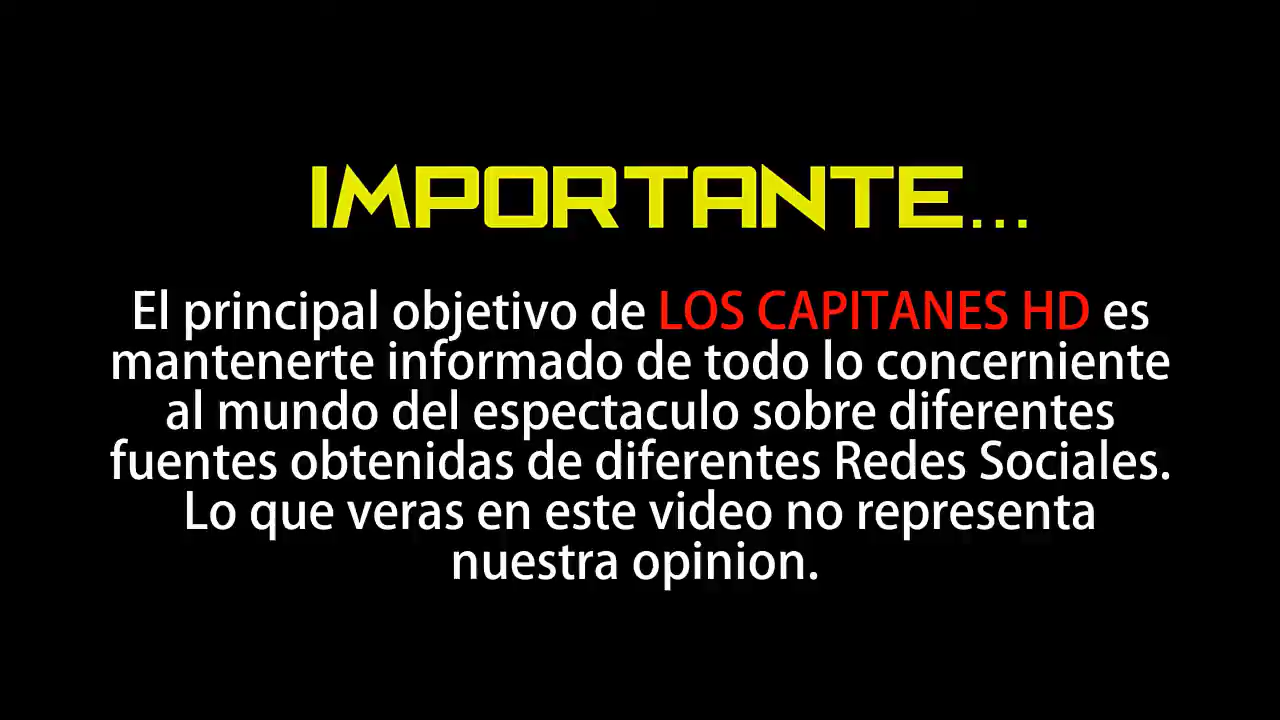 IMPORTANTE...
El principal objetivo de LOS CAPITANES HD es
mantenerte informado de todo lo concerniente
al mundo del espectaculo sobre diferentes
fuentes obtenidas de diferentes Redes Sociales.
Lo que veras en este video no representa
nuestra opinion.